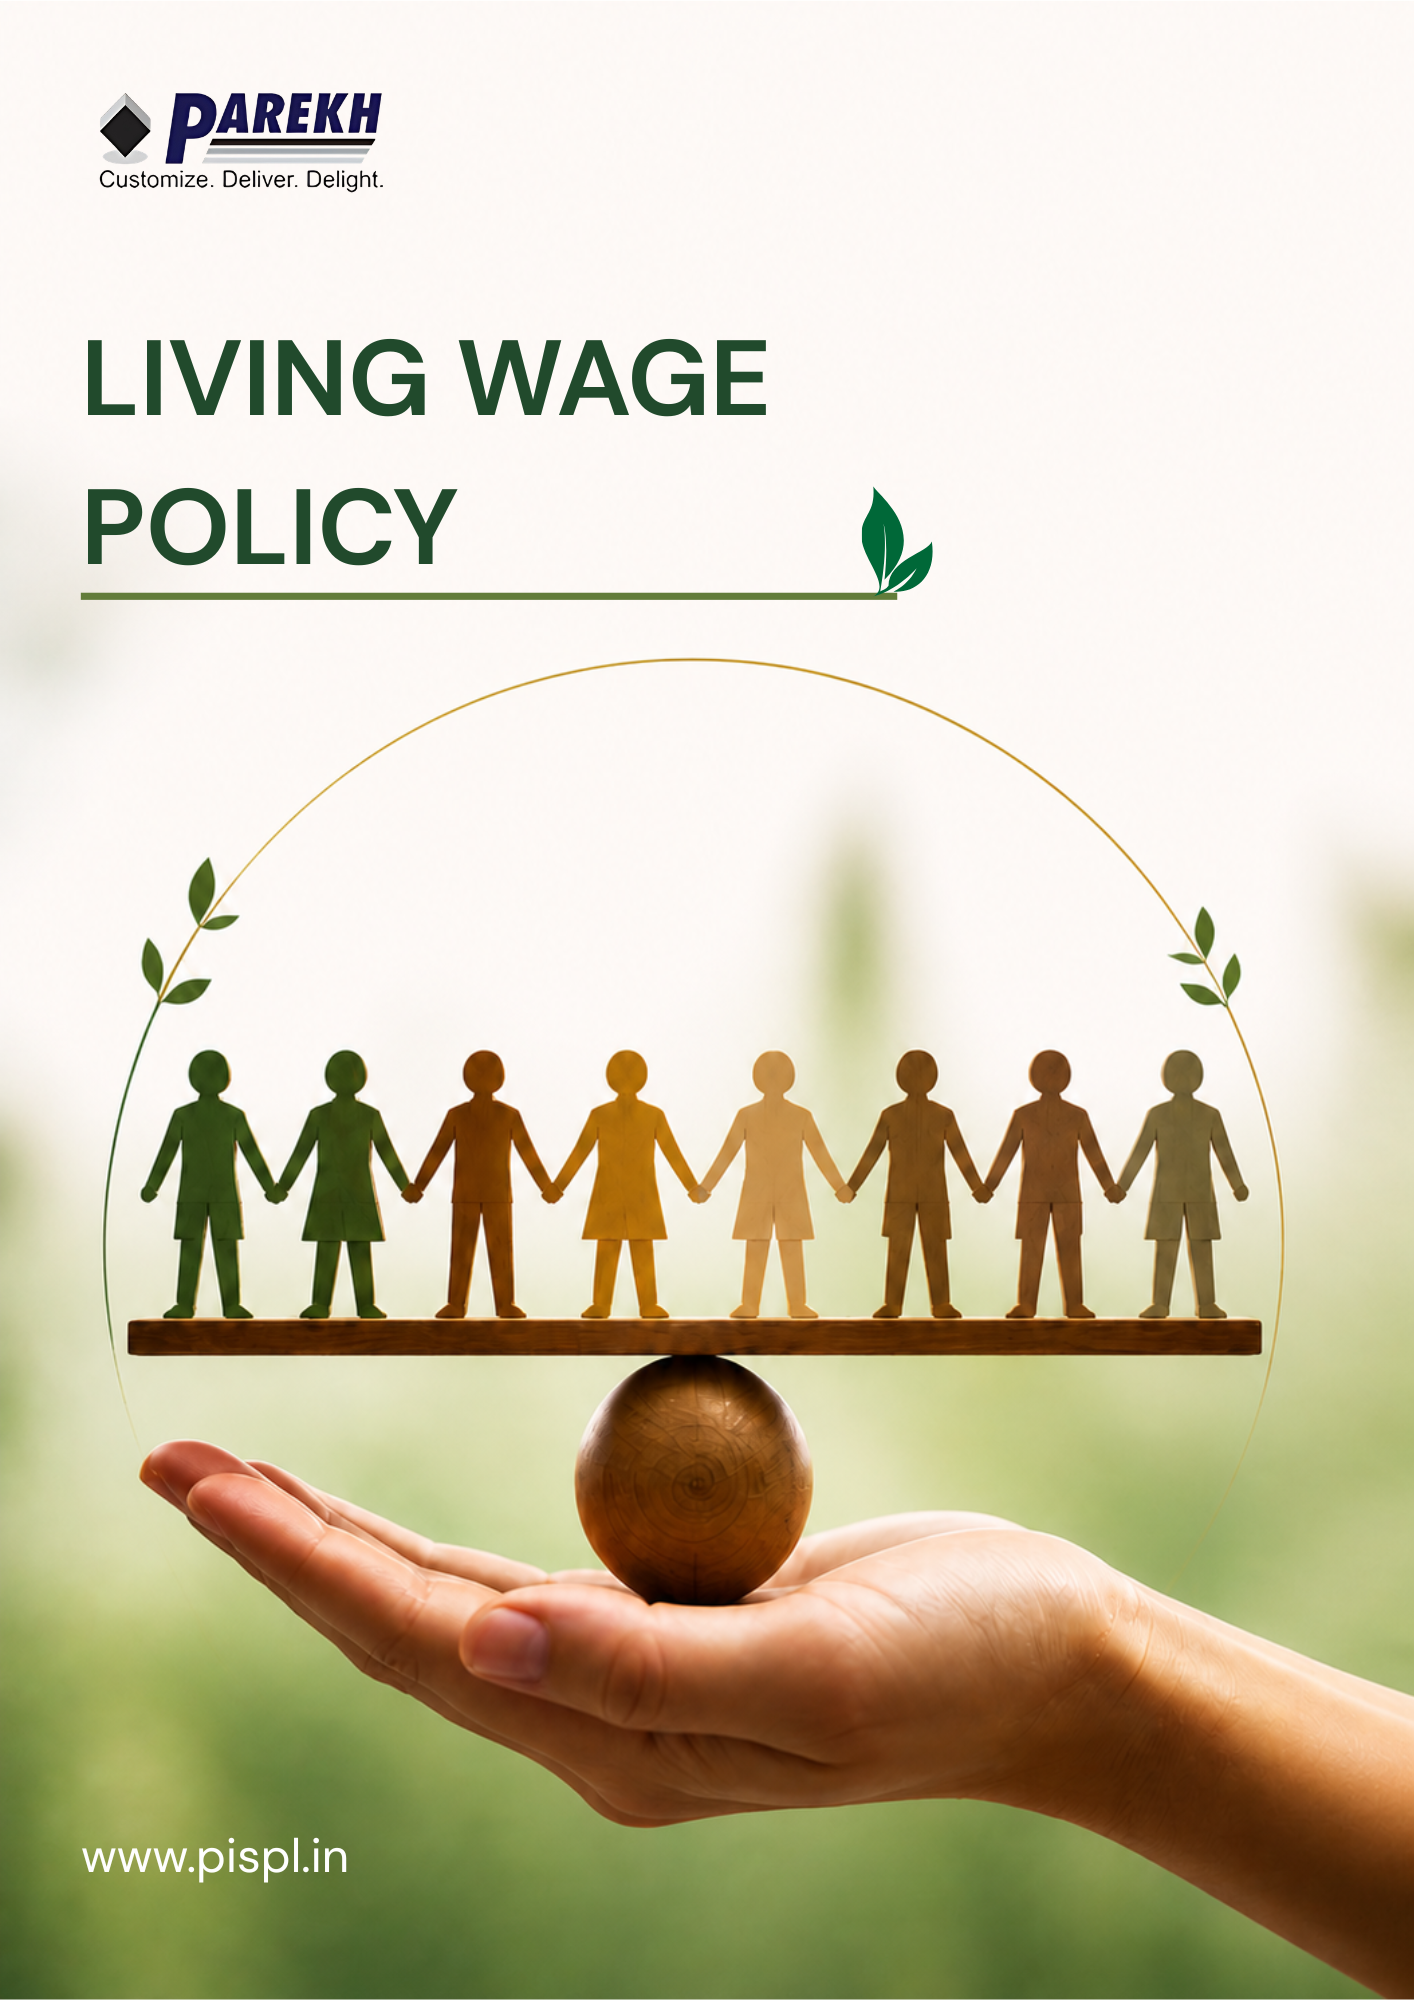 PAREKH
Customize. Deliver. Delight.
LIVING WAGE
POLICY
www.pispl.in